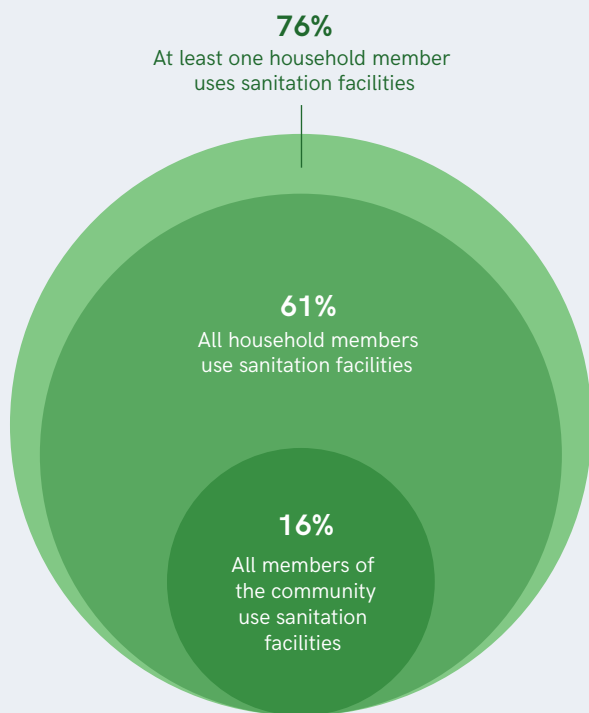 76%
At least one household member
uses sanitation facilities
61%
All household members
use sanitation facilities
16%
All members of
the community
use sanitation
facilities